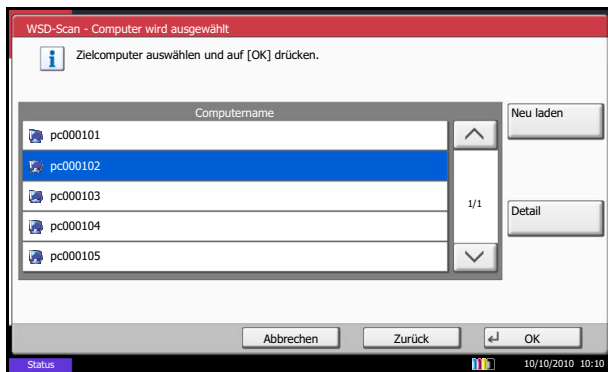 WSD-Scan - Computer wird ausgewählt
Zielcomputer auswählen und auf [OK] drücken.
Computername
Neu laden
pc000101
pc000102
pc000103
1/1
Detail
pc000104
pc000105
Abbrechen
Zurück
OK
Status
10/10/2010 10:10